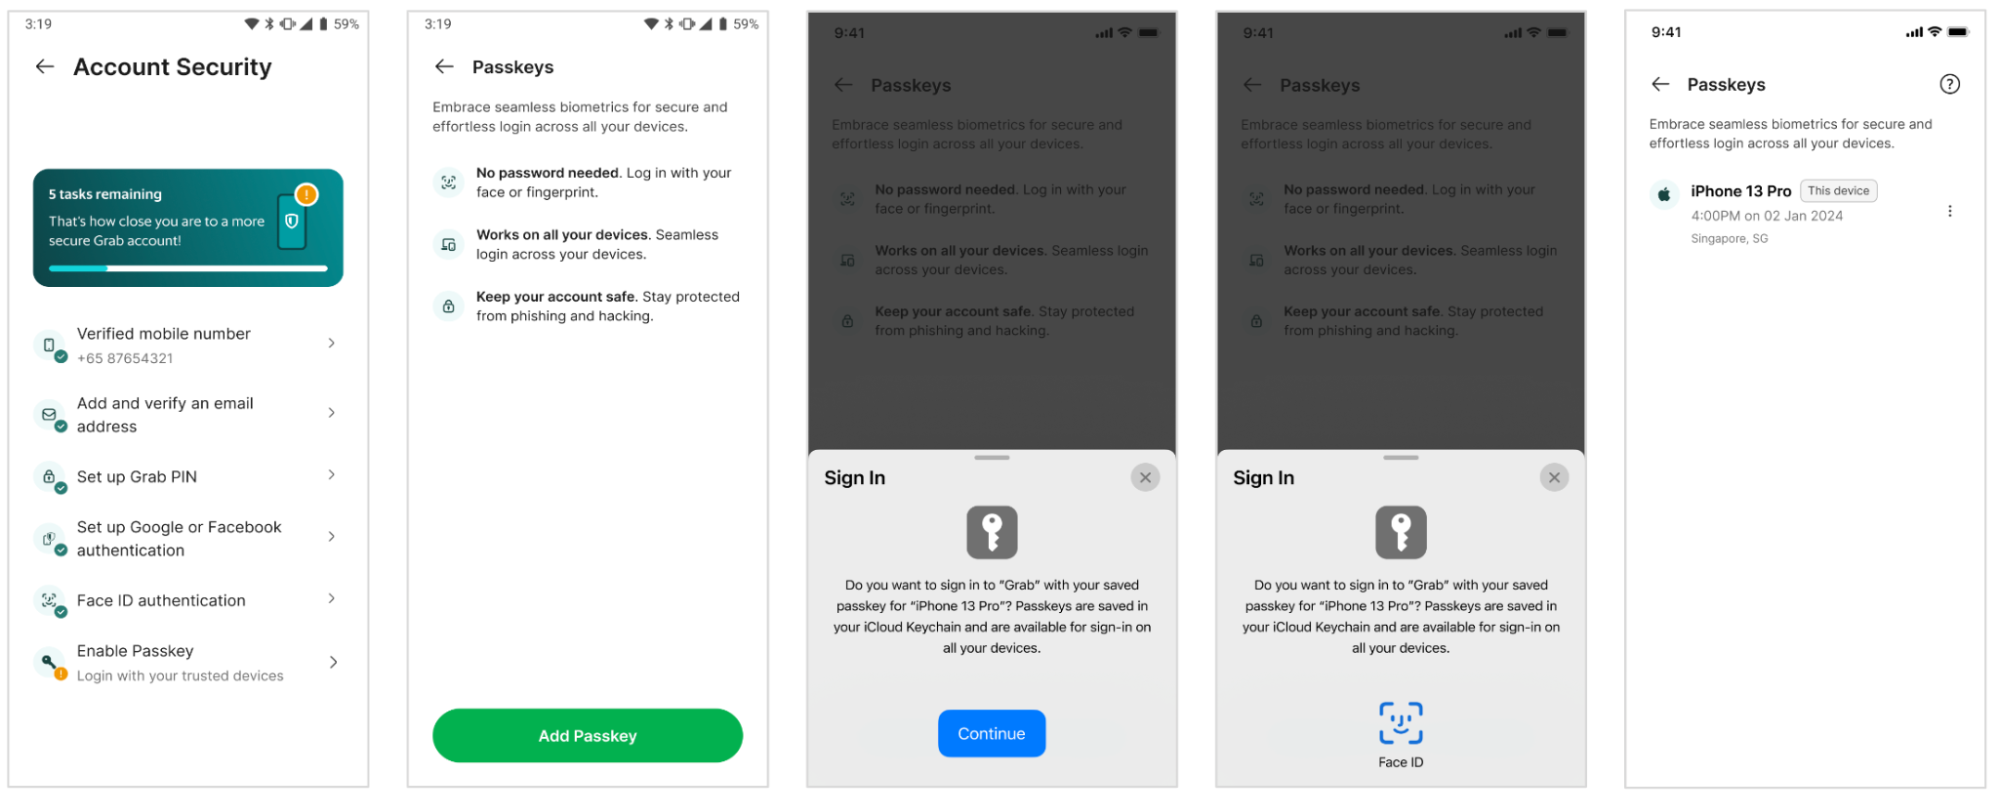 3:19
59%
Account Security
5 tasks remaining
That's how close you are to a more
secure Grab account!
Verified mobile number
+65 87654321
Add and verify an email
address
Set up Grab PIN
Set up Google or Facebook
authentication
Face ID authentication
Enable Passkey
Login with your trusted devices
3:19
59%
Passkeys
Embrace seamless biometrics for secure and
effortless login across all your devices.
No password needed. Log in with your
face or fingerprint.
Works on all your devices. Seamless
login across your devices.
Keep your account safe. Stay protected
from phishing and hacking.
Add Passkey
9:41
Passkeys
Embrace seamless biometrics for secure and
effortless login across all your devices.
No password needed. Log in with your
face or fingerprint.
Works on all your devices. Seamless login
across your devices.
Keep your account safe. Stay protected
from phishing and hacking.
Sign In
Do you want to sign in to "Grab" with your saved
passkey for "iPhone 13 Pro"? Passkeys are saved in
your iCloud Keychain and are available for sign-in on
all your devices.
Continue
9:41
Passkeys
Embrace seamless biometrics for secure and
effortless login across all your devices.
No password needed. Log in with your
face or fingerprint.
Works on all your devices. Seamless login
across your devices.
Keep your account safe. Stay protected
from phishing and hacking.
Sign In
Do you want to sign in to "Grab" with your saved
passkey for "iPhone 13 Pro"? Passkeys are saved in
your iCloud Keychain and are available for sign-in on
all your devices.
Face ID
9:41
Passkeys
Embrace seamless biometrics for secure and
effortless login across all your devices.
iPhone 13 Pro This device
4:00PM on 02 Jan 2024
Singapore, SG